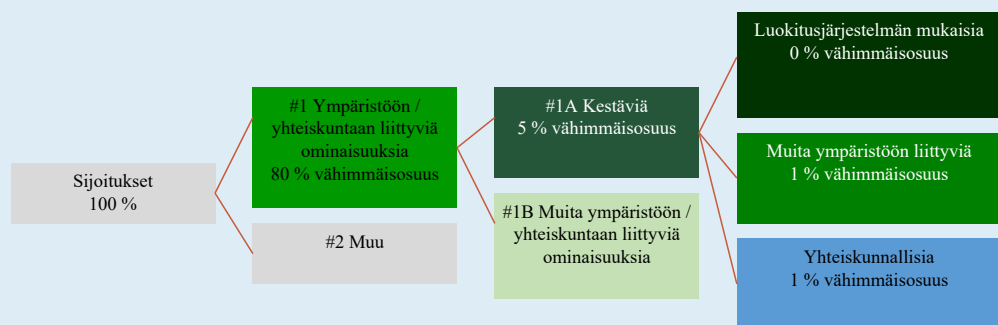 Sijoitukset
100 %
#1 Ympäristöön /
yhteiskuntaan liittyviä
ominaisuuksia
80 % vähimmäisosuus
#2 Muu
#1A Kestäviä
5 % vähimmäisosuus
#1B Muita ympäristöön /
yhteiskuntaan liittyviä
ominaisuuksia
Luokitusjärjestelmän mukaisia
0 % vähimmäisosuus
Muita ympäristöön liittyviä
1 % vähimmäisosuus
Yhteiskunnallisia
1 % vähimmäisosuus